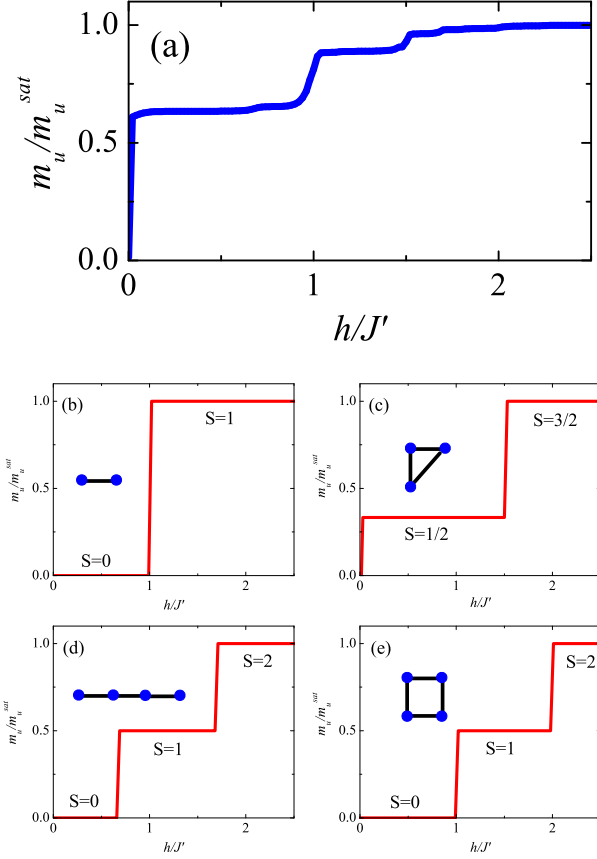 (a)
m_u/m_u^sat
1.0
0.5
0.0
0 1 2
h/J'
(b)
m_u/m_u^sat
1.0
0.5
0.0
S=1
S=0
0 1 2
h/J'
(c)
m_u/m_u^sat
1.0
0.5
0.0
S=3/2
S=1/2
0 1 2
h/J'
(d)
m_u/m_u^sat
1.0
0.5
0.0
S=2
S=1
S=0
0 1 2
h/J'
(e)
m_u/m_u^sat
1.0
0.5
0.0
S=2
S=1
S=0
0 1 2
h/J'